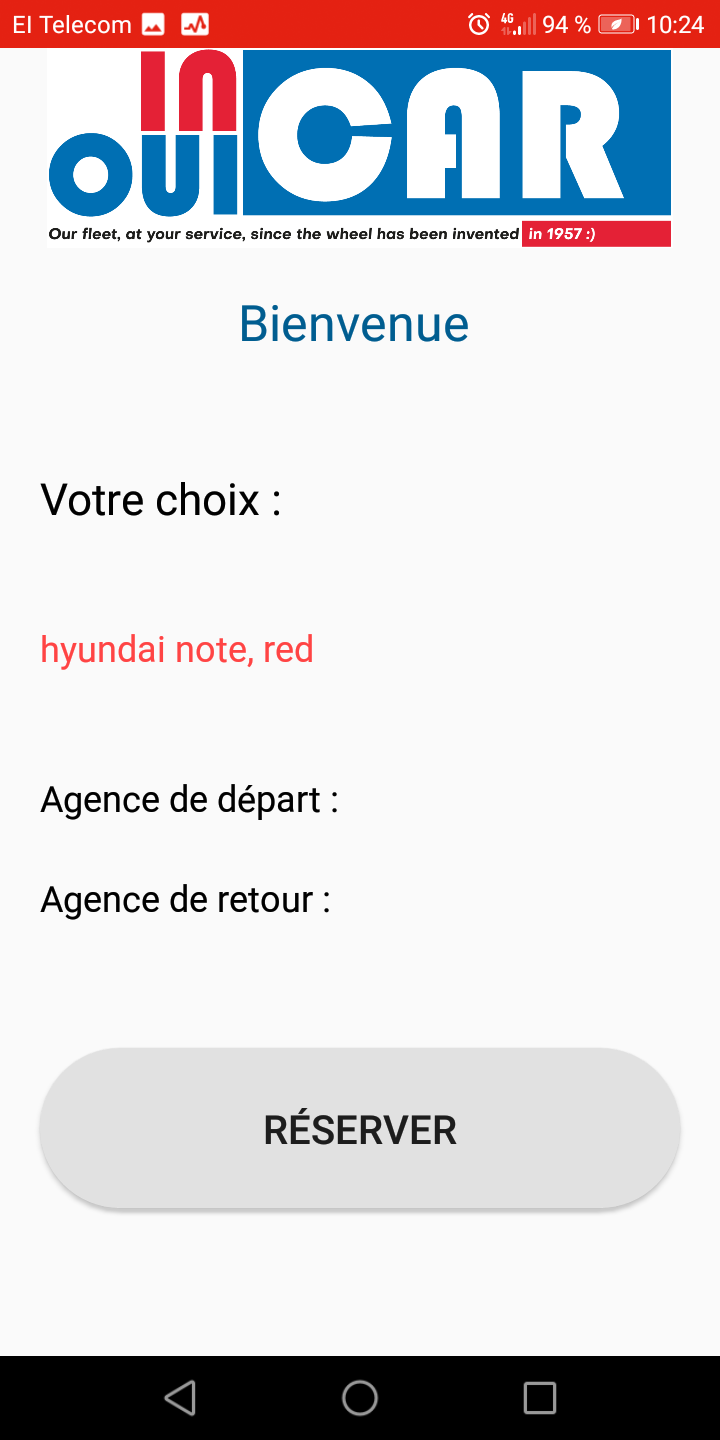 EI Telecom 4G 94 % 10:24
IN
OUI CAR
Our fleet, at your service, since the wheel has been invented in 1957 :)
Bienvenue
Votre choix :
hyundai note, red
Agence de départ :
Agence de retour :
RÉSERVER